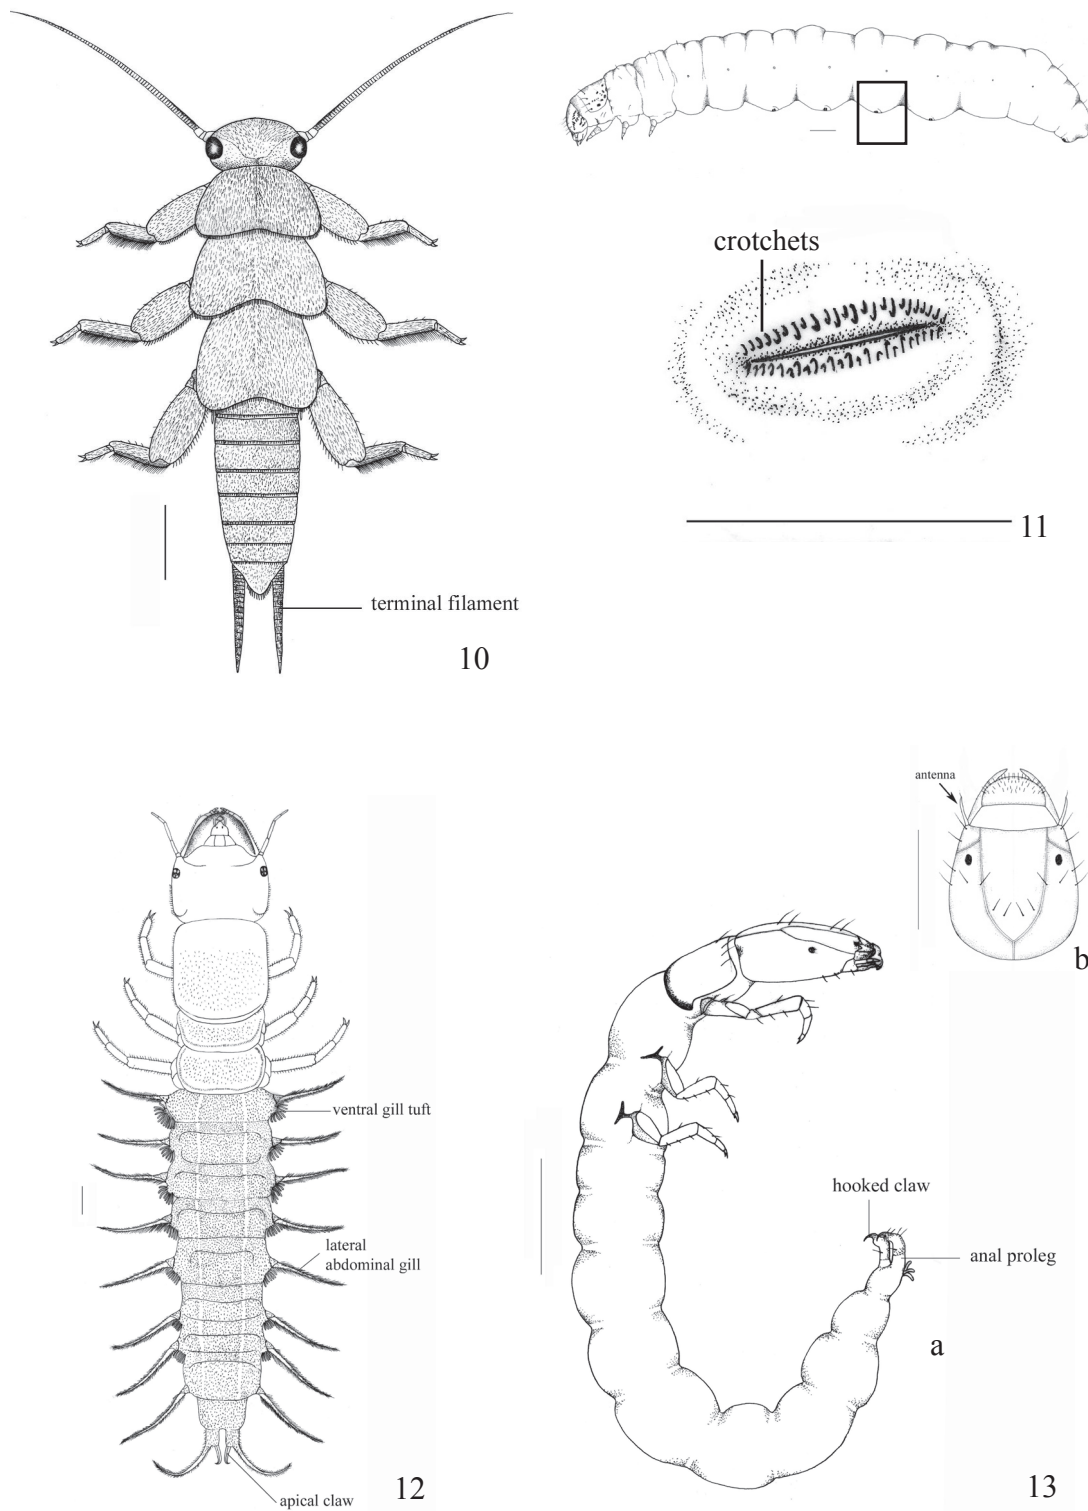 crotchets
11
terminal filament
10
antenna
b
ventral gill tuft
hooked claw
lateral
abdominal gill
anal proleg
a
12
13
apical claw